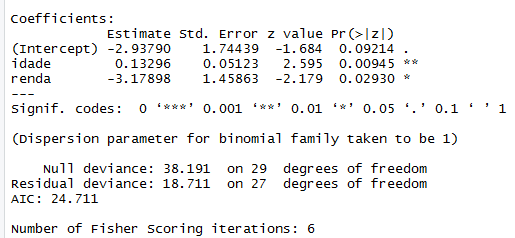 Coefficients:
            Estimate Std. Error z value Pr(>|z|)
(Intercept) -2.93790    1.74439  -1.684  0.09214 .
idade        0.13296    0.05123   2.595  0.00945 **
renda       -3.17898    1.45863  -2.179  0.02930 *
---
Signif. codes:  0 ‘***’ 0.001 ‘**’ 0.01 ‘*’ 0.05 ‘.’ 0.1 ‘ ’ 1
(Dispersion parameter for binomial family taken to be 1)
    Null deviance: 38.191  on 29  degrees of freedom
Residual deviance: 18.711  on 27  degrees of freedom
AIC: 24.711
Number of Fisher Scoring iterations: 6